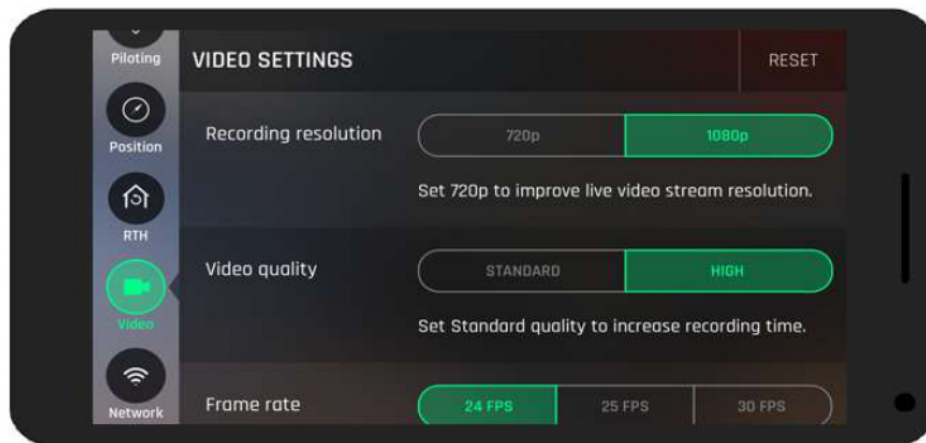 Piloting
VIDEO SETTINGS
RESET
Position
Recording resolution
720p
1080p
Set 720p to improve live video stream resolution.
RTH
Video quality
STANDARD
HIGH
Set Standard quality to increase recording time.
Video
Network
Frame rate
24 FPS
25 FPS
30 FPS